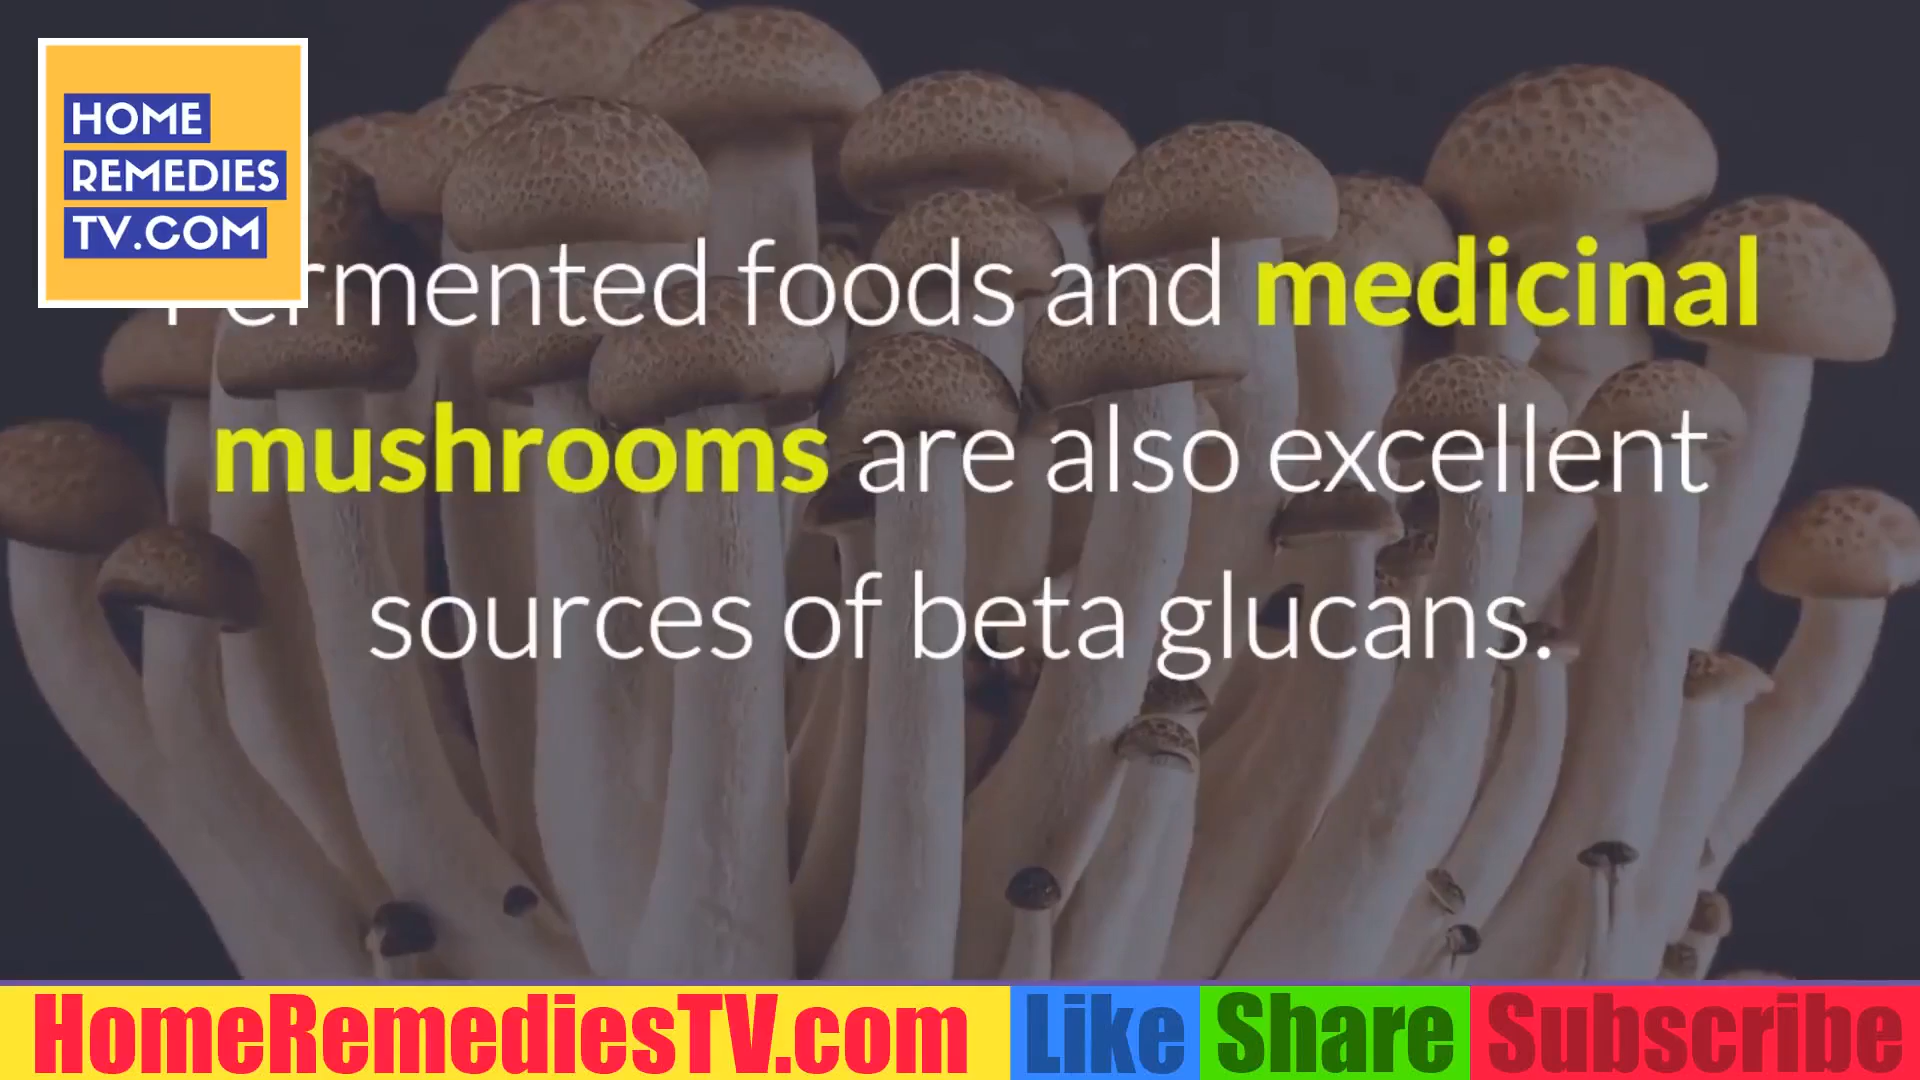 HOME
REMEDIES
TV.COM
Fermented foods and medicinal
mushrooms are also excellent
sources of beta glucans.
HomeRemediesTV.com Like Share Subscribe